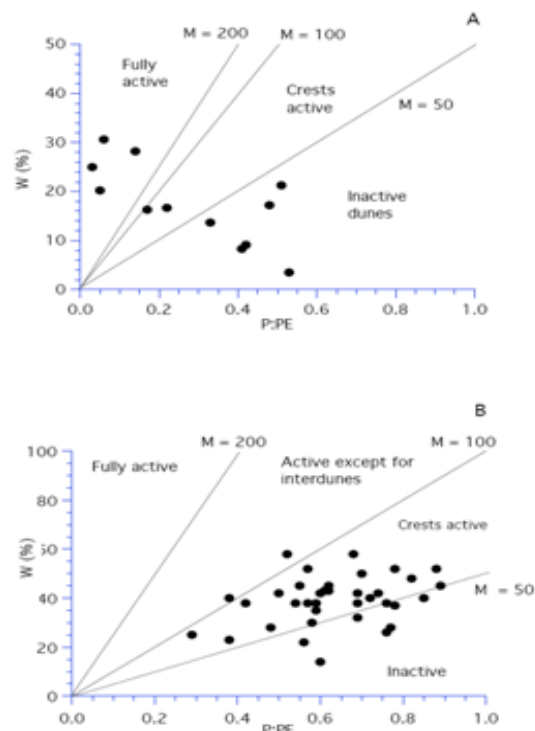 A
M = 200
M = 100
50
Fully
active
Crests
active
40
M = 50
30
W (%)
20
Inactive
dunes
10
0
0.0
0.2
0.4
0.6
0.8
1.0
P:PE
B
M = 200
M = 100
100
Fully active
Active except for
interdunes
80
Crests active
60
W (%)
40
M = 50
20
Inactive
0
0.0
0.2
0.4
0.6
0.8
1.0
P:PE